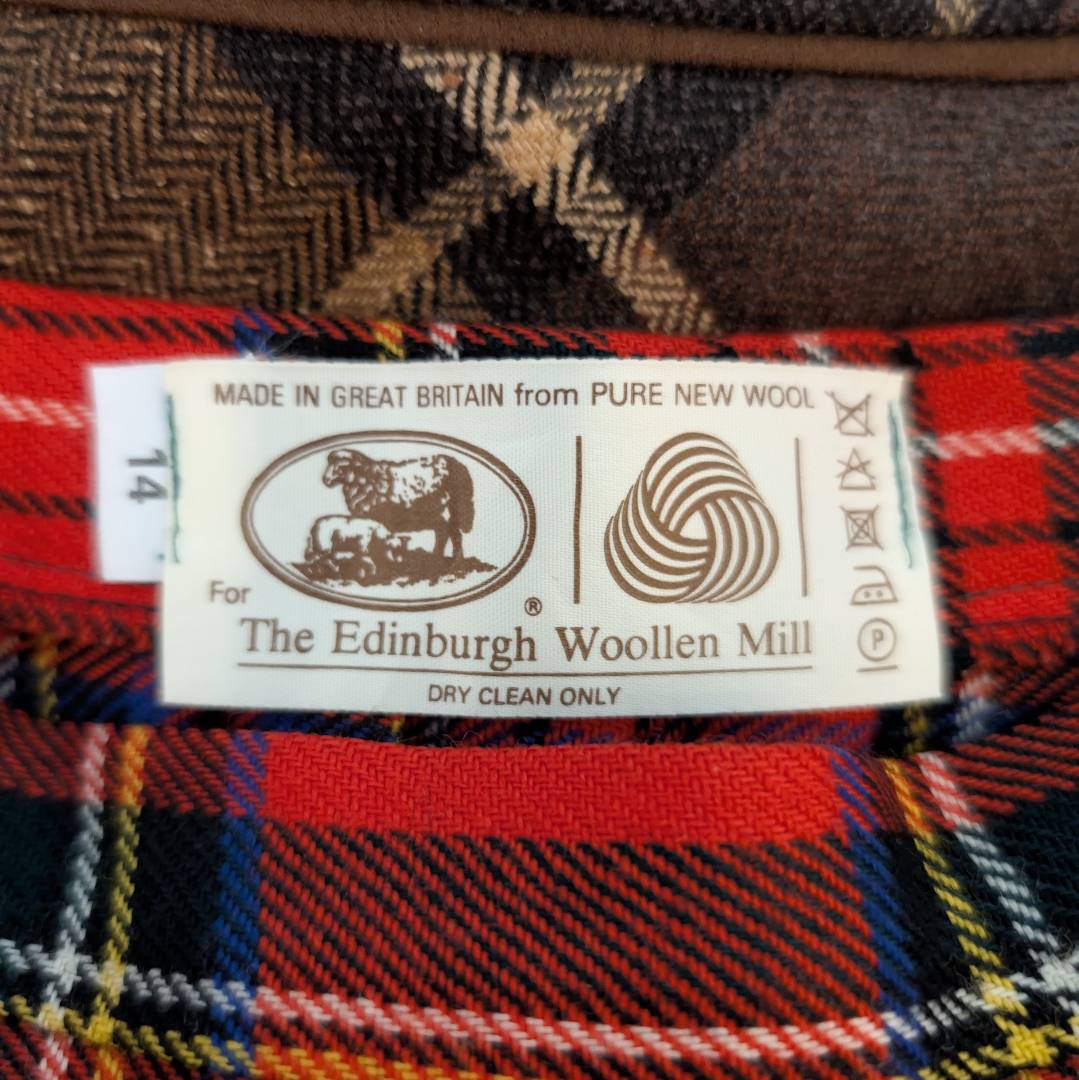 MADE IN GREAT BRITAIN from PURE NEW WOOL
14
For
®
The Edinburgh Woollen Mill
P
DRY CLEAN ONLY